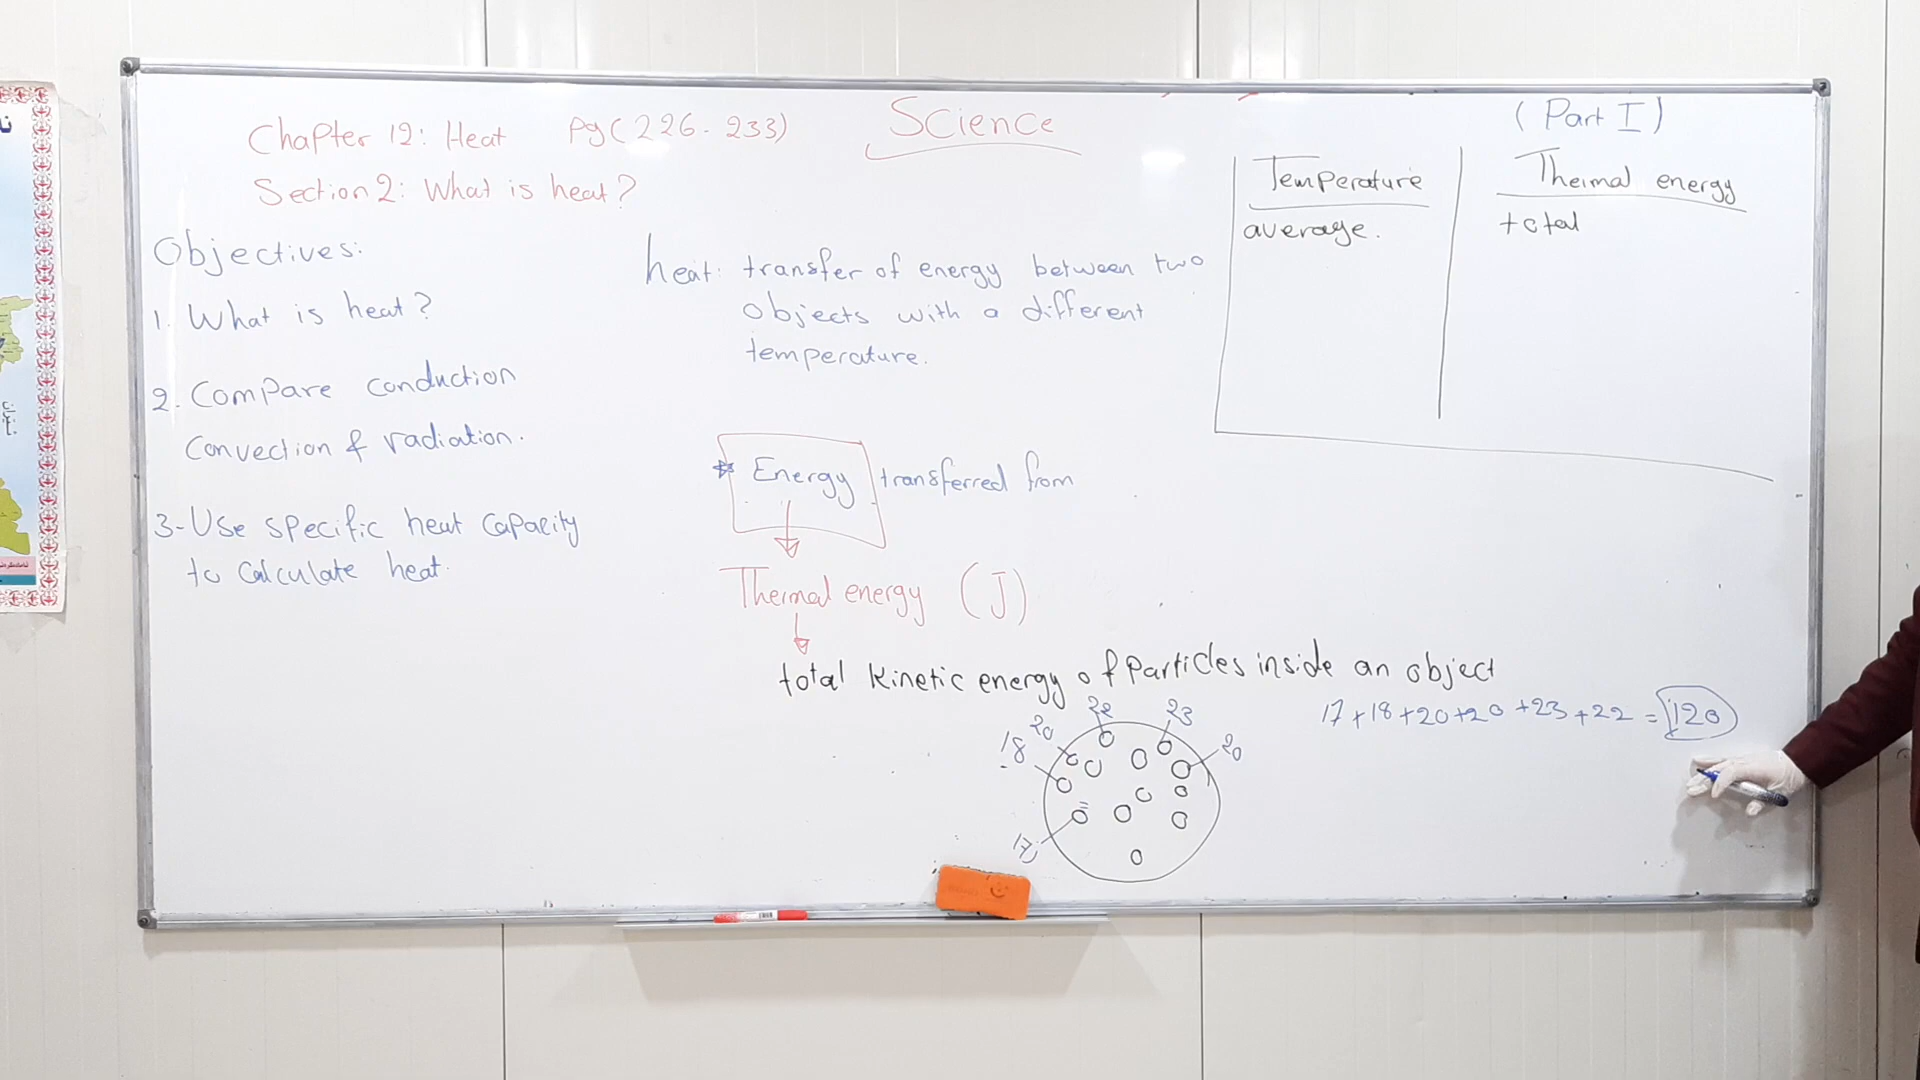 Science
Chapter 12: Heat Pg(226-233)
Section 2: What is heat?
(Part I)
Objectives:
1. What is heat?
2. Compare conduction
Convection & radiation.
3-Use specific heat capacity
to calculate heat.
heat: transfer of energy between two
objects with a different
temperature.
* Energy transferred from
Thermal energy (J)
total kinetic energy of particles inside an object
Temperature
average.
Thermal energy
total
17+18+20+20+23+22=120
22
23
20
20
18
17